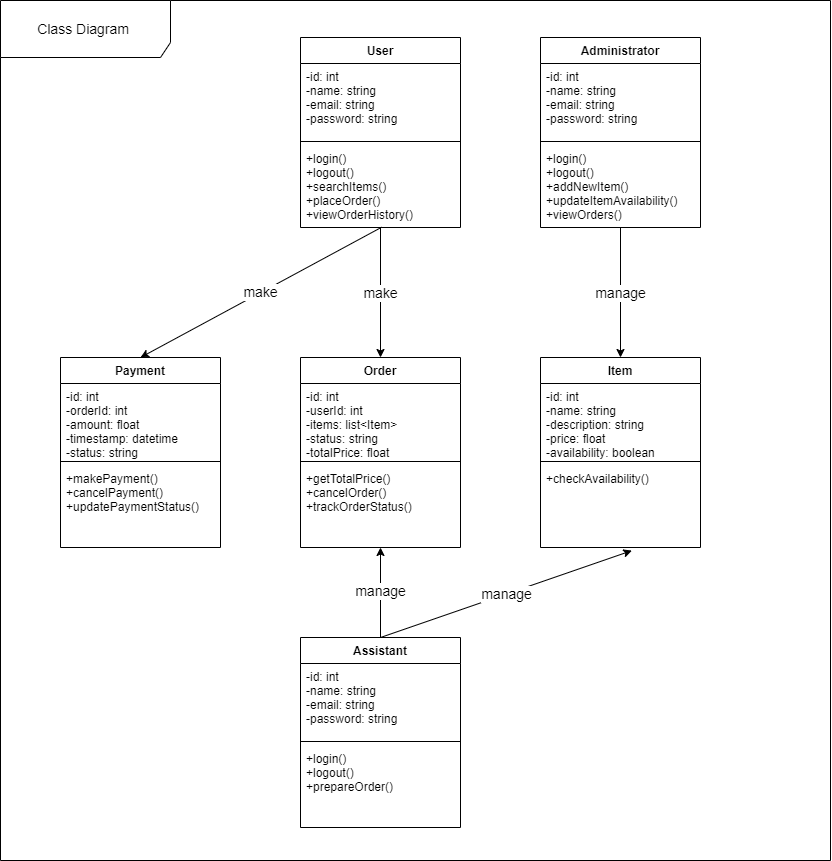 Class Diagram
User
-id: int
-name: string
-email: string
-password: string
+login()
+logout()
+searchItems()
+placeOrder()
+viewOrderHistory()
Administrator
-id: int
-name: string
-email: string
-password: string
+login()
+logout()
+addNewItem()
+updateItemAvailability()
+viewOrders()
make
make
manage
Payment
-id: int
-orderId: int
-amount: float
-timestamp: datetime
-status: string
+makePayment()
+cancelPayment()
+updatePaymentStatus()
Order
-id: int
-userId: int
-items: list<Item>
-status: string
-totalPrice: float
+getTotalPrice()
+cancelOrder()
+trackOrderStatus()
Item
-id: int
-name: string
-description: string
-price: float
-availability: boolean
+checkAvailability()
manage
manage
Assistant
-id: int
-name: string
-email: string
-password: string
+login()
+logout()
+prepareOrder()